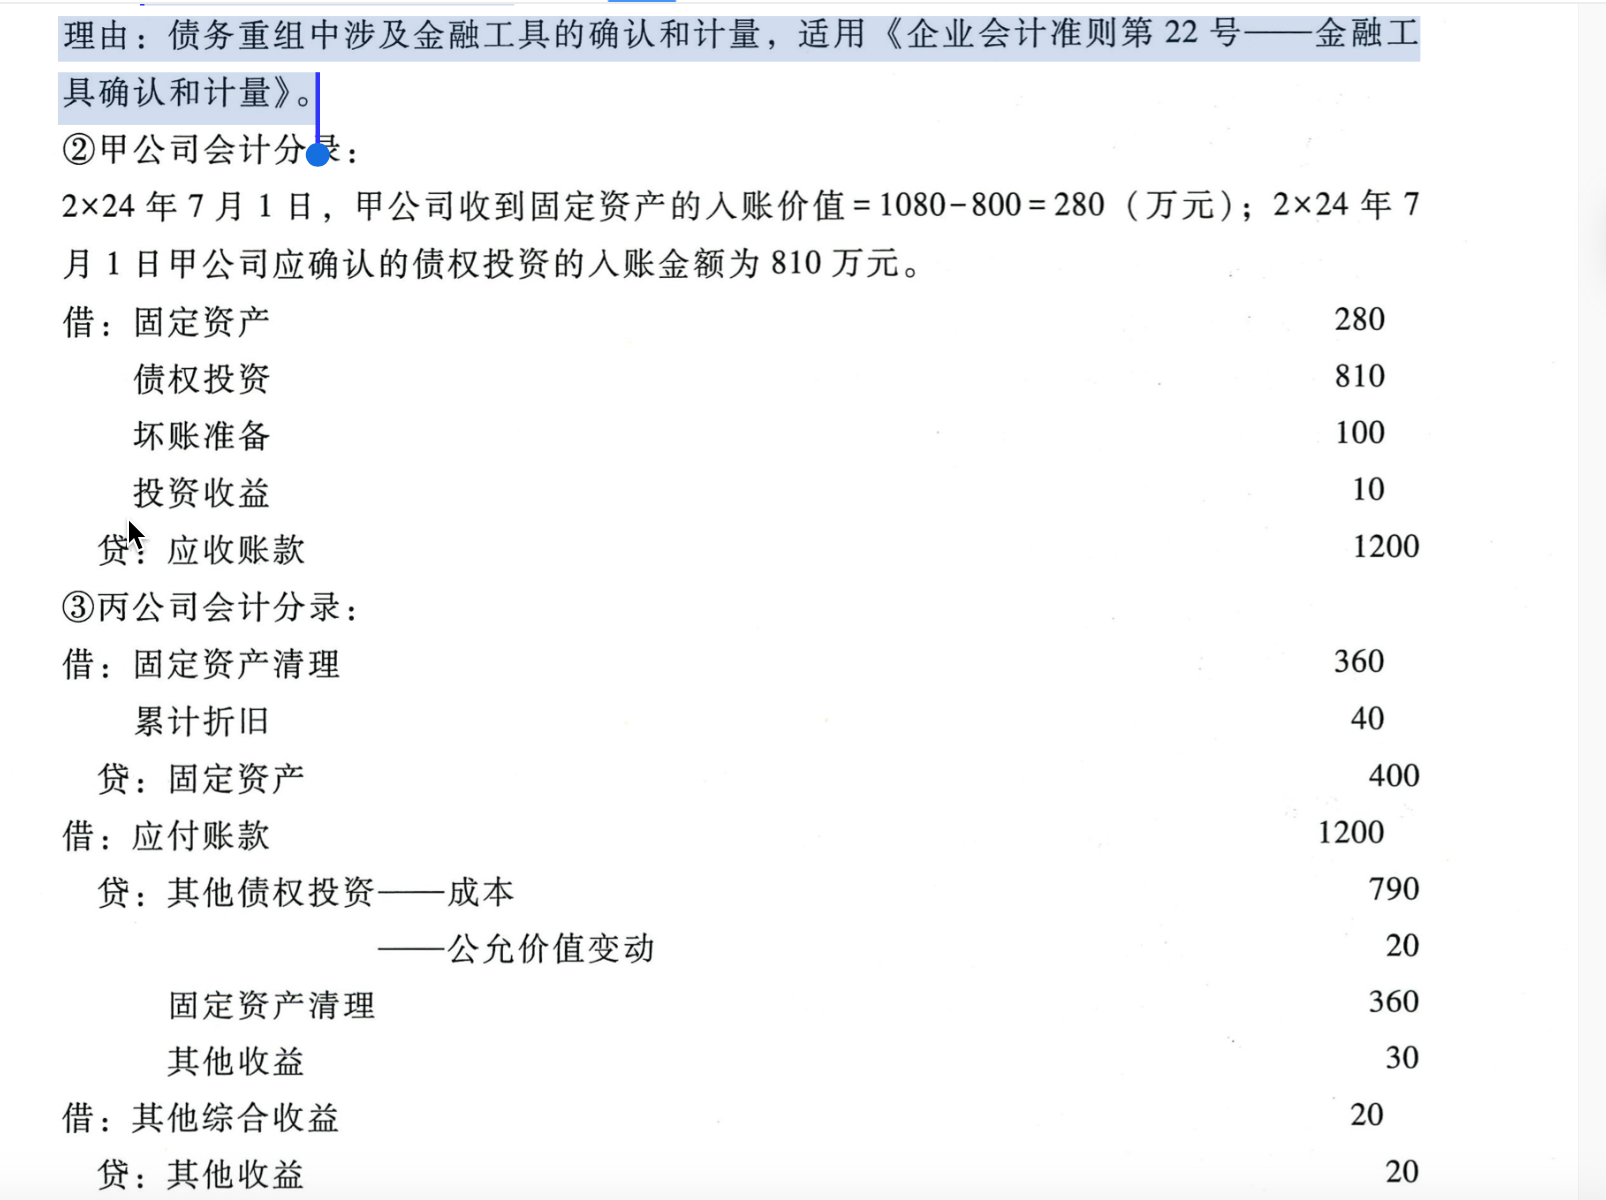 理由：债务重组中涉及金融工具的确认和计量，适用《企业会计准则第 22 号——金融工
具确认和计量》。
②甲公司会计分录：
2×24 年 7 月 1 日，甲公司收到固定资产的入账价值=1080-800=280（万元）；2×24 年 7
月 1 日甲公司应确认的债权投资的入账金额为 810 万元。
借：固定资产 280
债权投资 810
坏账准备 100
投资收益 10
贷：应收账款 1200
③丙公司会计分录：
借：固定资产清理 360
累计折旧 40
贷：固定资产 400
借：应付账款 1200
贷：其他债权投资——成本 790
——公允价值变动 20
固定资产清理 360
其他收益 30
借：其他综合收益 20
贷：其他收益 20